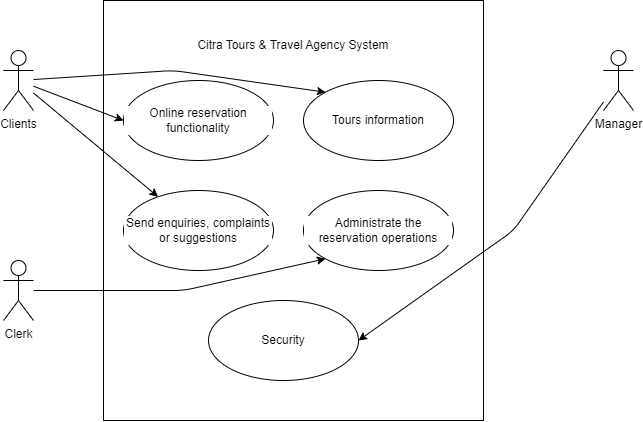 Citra Tours & Travel Agency System
Clients
Online reservation
functionality
Tours information
Manager
Send enquiries, complaints
or suggestions
Administrate the
reservation operations
Clerk
Security